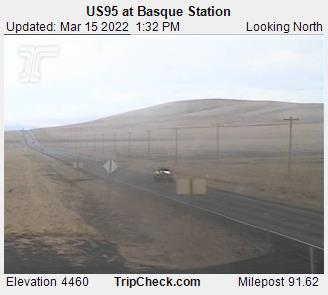 US95 at Basque Station
Updated: Mar 15 2022 1:32 PM Looking North
Elevation 4460 TripCheck.com Milepost 91.62